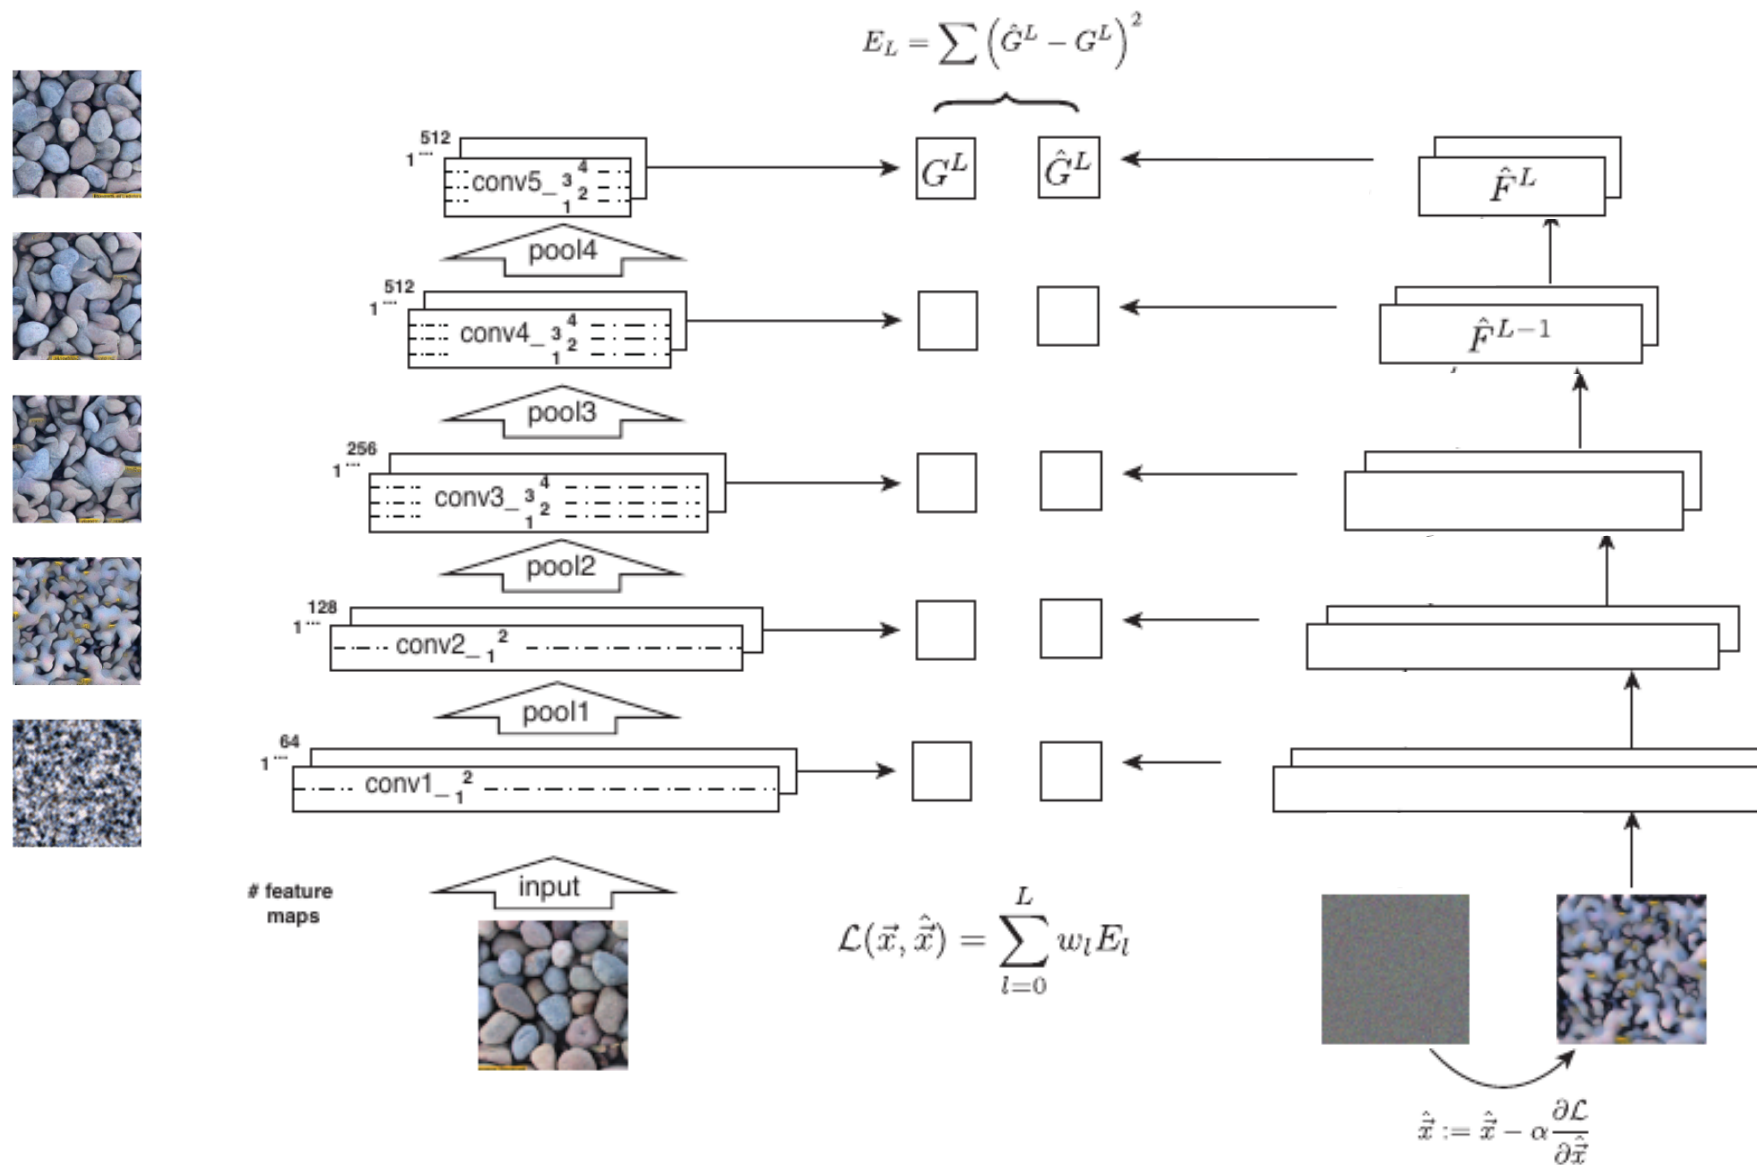 E_L = ∑ (Ĝ^L − G^L)^2
512
1...
conv5_ 1 2 3 4
G^L
Ĝ^L
F̂^L
pool4
512
1...
conv4_ 1 2 3 4
F̂^{L−1}
pool3
256
1...
conv3_ 1 2 3 4
pool2
128
1...
conv2_ 1 2
pool1
64
1...
conv1_ 1 2
# feature
maps
input
ℒ(x⃗, x̂⃗) = ∑_{l=0}^{L} w_l E_l
x̂⃗ := x̂⃗ − α ∂ℒ/∂x̂⃗